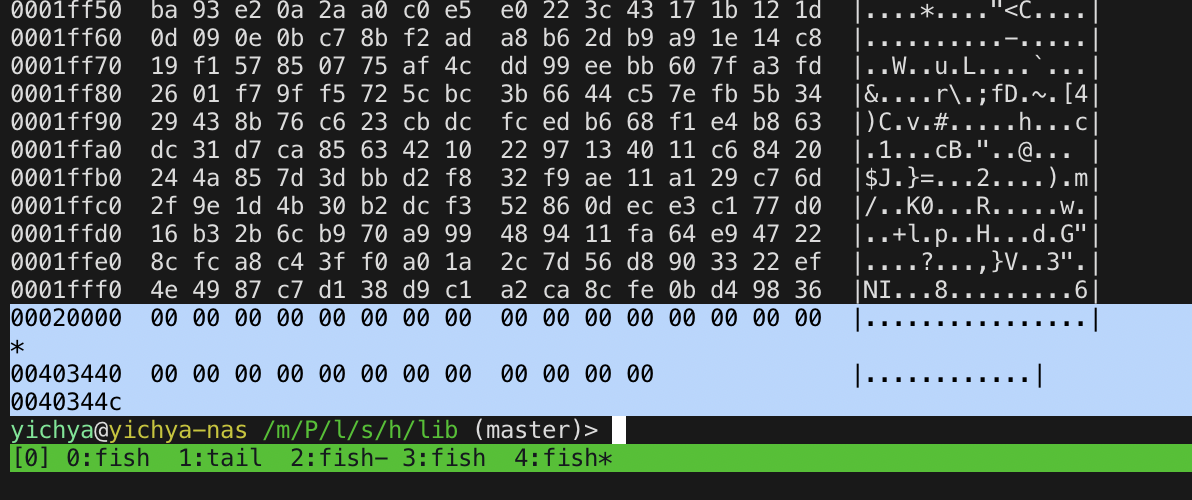 0001ff50  ba 93 e2 0a 2a a0 c0 e5  e0 22 3c 43 17 1b 12 1d  |....*...."<C....|
0001ff60  0d 09 0e 0b c7 8b f2 ad  a8 b6 2d b9 a9 1e 14 c8  |..........-.....|
0001ff70  19 f1 57 85 07 75 af 4c  dd 99 ee bb 60 7f a3 fd  |..W..u.L....`...|
0001ff80  26 01 f7 9f f5 72 5c bc  3b 66 44 c5 7e fb 5b 34  |&....r\.;fD.~.[4|
0001ff90  29 43 8b 76 c6 23 cb dc  fc ed b6 68 f1 e4 b8 63  |)C.v.#.....h...c|
0001ffa0  dc 31 d7 ca 85 63 42 10  22 97 13 40 11 c6 84 20  |.1...cB."..@... |
0001ffb0  24 4a 85 7d 3d bb d2 f8  32 f9 ae 11 a1 29 c7 6d  |$J.}=...2....).m|
0001ffc0  2f 9e 1d 4b 30 b2 dc f3  52 86 0d ec e3 c1 77 d0  |/..K0...R.....w.|
0001ffd0  16 b3 2b 6c b9 70 a9 99  48 94 11 fa 64 e9 47 22  |..+l.p..H...d.G"|
0001ffe0  8c fc a8 c4 3f f0 a0 1a  2c 7d 56 d8 90 33 22 ef  |....?...,}V..3".|
0001fff0  4e 49 87 c7 d1 38 d9 c1  a2 ca 8c fe 0b d4 98 36  |NI...8.........6|
00020000  00 00 00 00 00 00 00 00  00 00 00 00 00 00 00 00  |................|
*
00403440  00 00 00 00 00 00 00 00  00 00 00 00              |............|
0040344c
yichya@yichya-nas /m/P/l/s/h/lib (master)>
[0] 0:fish  1:tail  2:fish- 3:fish  4:fish*